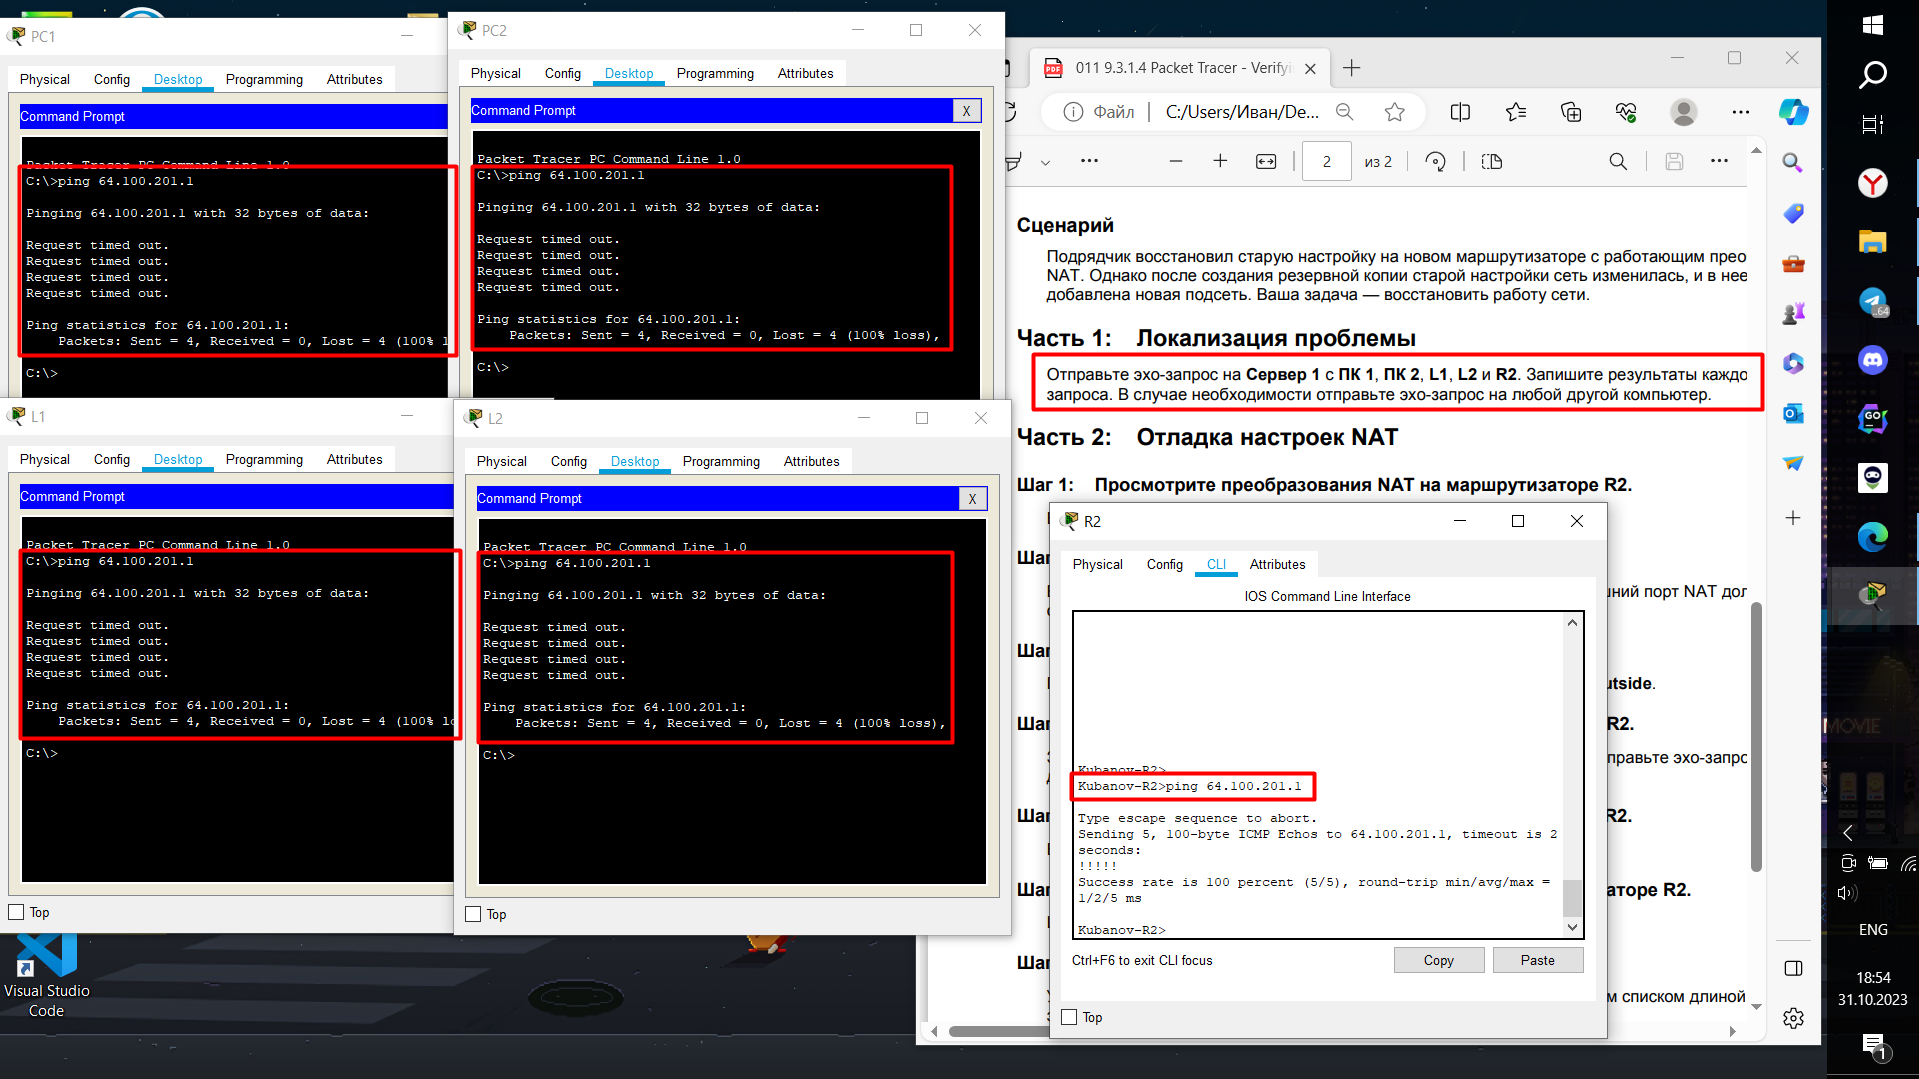 PC1
Physical Config Desktop Programming Attributes
Command Prompt
Packet Tracer PC Command Line 1.0
C:\>ping 64.100.201.1
Pinging 64.100.201.1 with 32 bytes of data:
Request timed out.
Request timed out.
Request timed out.
Request timed out.
Ping statistics for 64.100.201.1:
Packets: Sent = 4, Received = 0, Lost = 4 (100%
C:\>
PC2
Physical Config Desktop Programming Attributes
Command Prompt X
Packet Tracer PC Command Line 1.0
C:\>ping 64.100.201.1
Pinging 64.100.201.1 with 32 bytes of data:
Request timed out.
Request timed out.
Request timed out.
Request timed out.
Ping statistics for 64.100.201.1:
Packets: Sent = 4, Received = 0, Lost = 4 (100% loss),
C:\>
L1
Physical Config Desktop Programming Attributes
Command Prompt
Packet Tracer PC Command Line 1.0
C:\>ping 64.100.201.1
Pinging 64.100.201.1 with 32 bytes of data:
Request timed out.
Request timed out.
Request timed out.
Request timed out.
Ping statistics for 64.100.201.1:
Packets: Sent = 4, Received = 0, Lost = 4 (100%
C:\>
Top
L2
Physical Config Desktop Programming Attributes
Command Prompt X
Packet Tracer PC Command Line 1.0
C:\>ping 64.100.201.1
Pinging 64.100.201.1 with 32 bytes of data:
Request timed out.
Request timed out.
Request timed out.
Request timed out.
Ping statistics for 64.100.201.1:
Packets: Sent = 4, Received = 0, Lost = 4 (100% loss),
C:\>
Top
Visual Studio
Code
PDF 011 9.3.1.4 Packet Tracer - Verifyi
Файл C:/Users/Иван/De...
2 из 2
Сценарий
Подрядчик восстановил старую настройку на новом маршрутизаторе с работающим прео
NAT. Однако после создания резервной копии старой настройки сеть изменилась, и в нее
добавлена новая подсеть. Ваша задача — восстановить работу сети.
Часть 1: Локализация проблемы
Отправьте эхо-запрос на Сервер 1 с ПК 1, ПК 2, L1, L2 и R2. Запишите результаты каждо
запроса. В случае необходимости отправьте эхо-запрос на любой другой компьютер.
Часть 2: Отладка настроек NAT
Шаг 1: Просмотрите преобразования NAT на маршрутизаторе R2.
шний порт NAT дол
utside.
R2.
правьте эхо-запро
R2.
аторе R2.
м списком длиной
R2
Physical Config CLI Attributes
IOS Command Line Interface
Kubanov-R2>
Kubanov-R2>ping 64.100.201.1
Type escape sequence to abort.
Sending 5, 100-byte ICMP Echos to 64.100.201.1, timeout is 2
seconds:
!!!!!
Success rate is 100 percent (5/5), round-trip min/avg/max =
1/2/5 ms
Kubanov-R2>
Ctrl+F6 to exit CLI focus
Copy Paste
Top
64
GO
MOVIE
ENG
18:54
31.10.2023
1